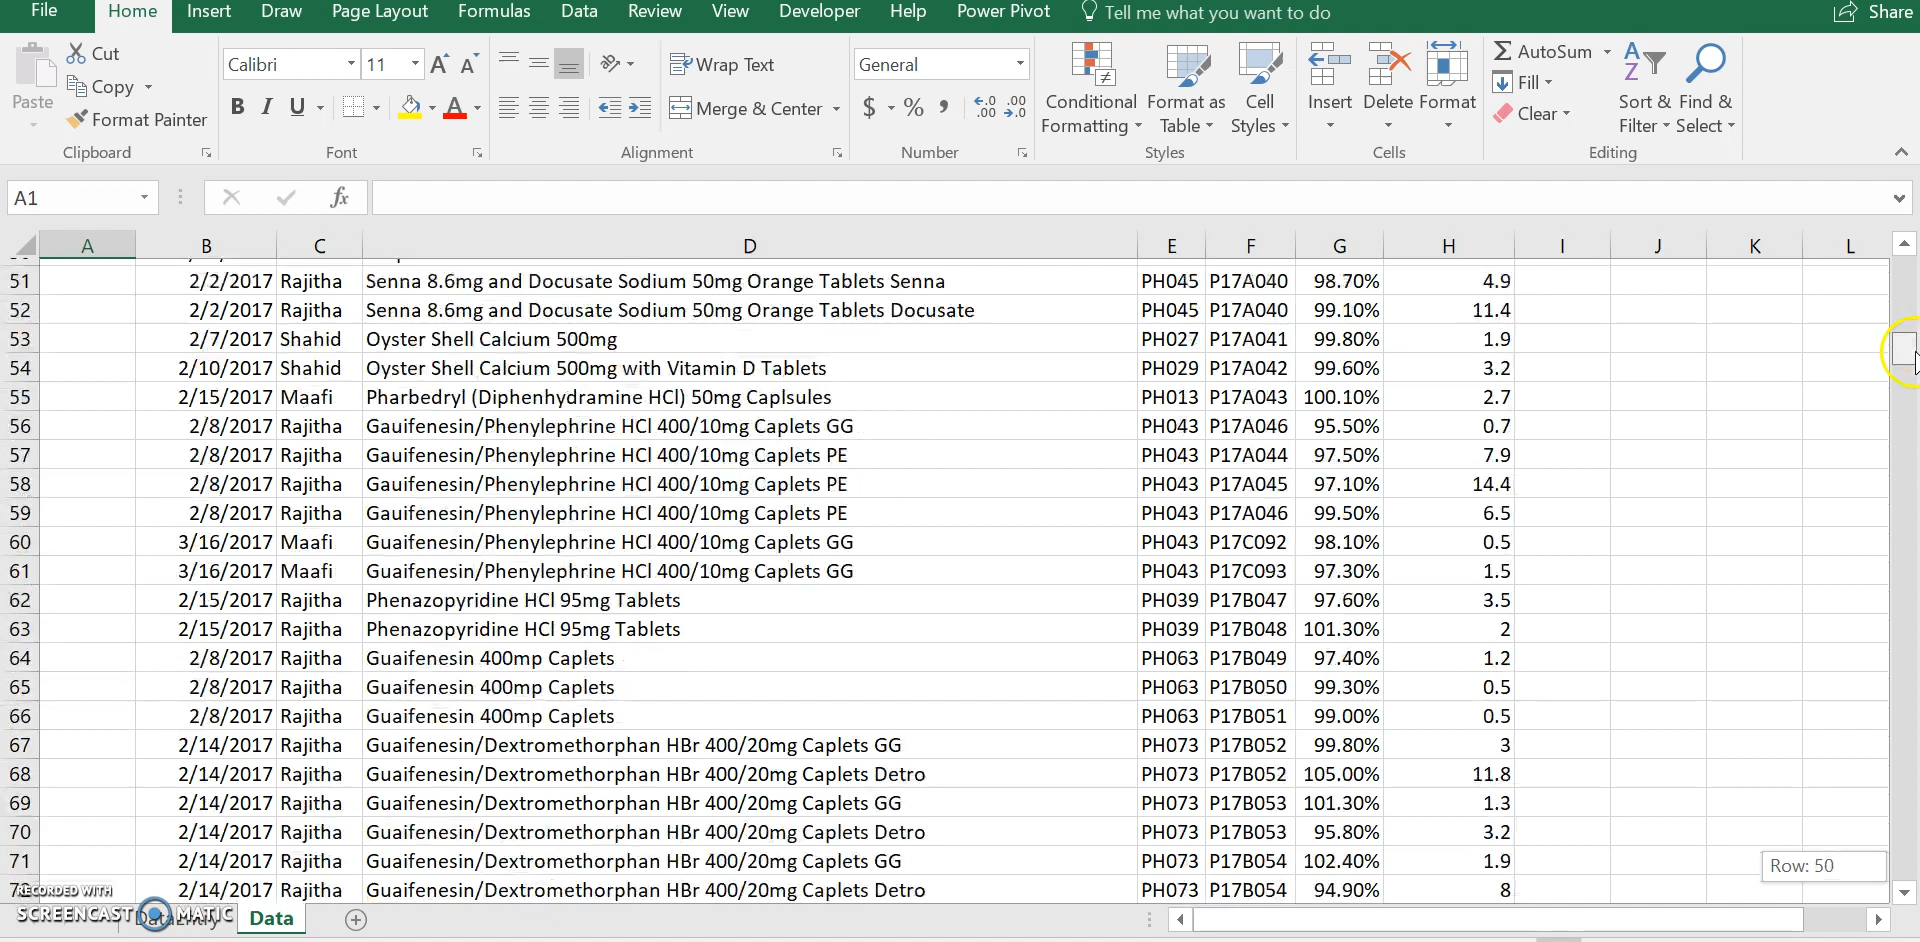 File Home Insert Draw Page Layout Formulas Data Review View Developer Help Power Pivot Tell me what you want to do Share
Paste Cut Copy Format Painter Clipboard
Calibri 11 B I U A A A Font
Wrap Text Merge & Center Alignment
General $ % , .00 .0 .00 .0 Number
Conditional Formatting Format as Table Cell Styles Styles
Insert Delete Format Cells
AutoSum Fill Clear Sort & Filter Find & Select Editing
A1 fx
A B C D E F G H I J K L
51 2/2/2017 Rajitha Senna 8.6mg and Docusate Sodium 50mg Orange Tablets Senna PH045 P17A040 98.70% 4.9
52 2/2/2017 Rajitha Senna 8.6mg and Docusate Sodium 50mg Orange Tablets Docusate PH045 P17A040 99.10% 11.4
53 2/7/2017 Shahid Oyster Shell Calcium 500mg PH027 P17A041 99.80% 1.9
54 2/10/2017 Shahid Oyster Shell Calcium 500mg with Vitamin D Tablets PH029 P17A042 99.60% 3.2
55 2/15/2017 Maafi Pharbedryl (Diphenhydramine HCl) 50mg Caplsules PH013 P17A043 100.10% 2.7
56 2/8/2017 Rajitha Gauifenesin/Phenylephrine HCl 400/10mg Caplets GG PH043 P17A046 95.50% 0.7
57 2/8/2017 Rajitha Gauifenesin/Phenylephrine HCl 400/10mg Caplets PE PH043 P17A044 97.50% 7.9
58 2/8/2017 Rajitha Gauifenesin/Phenylephrine HCl 400/10mg Caplets PE PH043 P17A045 97.10% 14.4
59 2/8/2017 Rajitha Gauifenesin/Phenylephrine HCl 400/10mg Caplets PE PH043 P17A046 99.50% 6.5
60 3/16/2017 Maafi Guaifenesin/Phenylephrine HCl 400/10mg Caplets GG PH043 P17C092 98.10% 0.5
61 3/16/2017 Maafi Guaifenesin/Phenylephrine HCl 400/10mg Caplets GG PH043 P17C093 97.30% 1.5
62 2/15/2017 Rajitha Phenazopyridine HCl 95mg Tablets PH039 P17B047 97.60% 3.5
63 2/15/2017 Rajitha Phenazopyridine HCl 95mg Tablets PH039 P17B048 101.30% 2
64 2/8/2017 Rajitha Guaifenesin 400mp Caplets PH063 P17B049 97.40% 1.2
65 2/8/2017 Rajitha Guaifenesin 400mp Caplets PH063 P17B050 99.30% 0.5
66 2/8/2017 Rajitha Guaifenesin 400mp Caplets PH063 P17B051 99.00% 0.5
67 2/14/2017 Rajitha Guaifenesin/Dextromethorphan HBr 400/20mg Caplets GG PH073 P17B052 99.80% 3
68 2/14/2017 Rajitha Guaifenesin/Dextromethorphan HBr 400/20mg Caplets Detro PH073 P17B052 105.00% 11.8
69 2/14/2017 Rajitha Guaifenesin/Dextromethorphan HBr 400/20mg Caplets GG PH073 P17B053 101.30% 1.3
70 2/14/2017 Rajitha Guaifenesin/Dextromethorphan HBr 400/20mg Caplets Detro PH073 P17B053 95.80% 3.2
71 2/14/2017 Rajitha Guaifenesin/Dextromethorphan HBr 400/20mg Caplets GG PH073 P17B054 102.40% 1.9
72 2/14/2017 Rajitha Guaifenesin/Dextromethorphan HBr 400/20mg Caplets Detro PH073 P17B054 94.90% 8
Row: 50
RECORDED WITH
SCREENCAST MATIC
Data